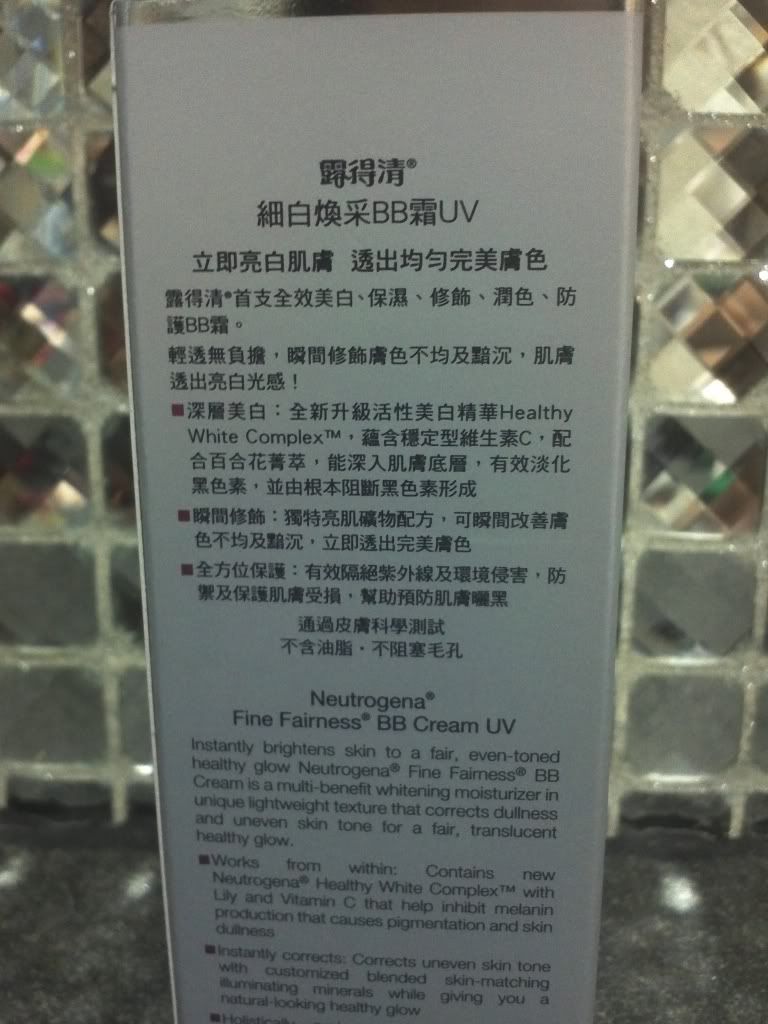 露得清®
細白煥采BB霜UV
立即亮白肌膚 透出均勻完美膚色
露得清®首支全效美白、保濕、修飾、潤色、防
護BB霜。
輕透無負擔，瞬間修飾膚色不均及黯沉，肌膚
透出亮白光感！
■深層美白：全新升級活性美白精華Healthy
White Complex™，蘊含穩定型維生素C，配
合百合花菁萃，能深入肌膚底層，有效淡化
黑色素，並由根本阻斷黑色素形成
■瞬間修飾：獨特亮肌礦物配方，可瞬間改善膚
色不均及黯沉，立即透出完美膚色
■全方位保護：有效隔絕紫外線及環境侵害，防
禦及保護肌膚受損，幫助預防肌膚曬黑
通過皮膚科學測試
不含油脂．不阻塞毛孔
Neutrogena®
Fine Fairness® BB Cream UV
Instantly brightens skin to a fair, even-toned
healthy glow Neutrogena® Fine Fairness® BB
Cream is a multi-benefit whitening moisturizer in
unique lightweight texture that corrects dullness
and uneven skin tone for a fair, translucent
healthy glow.
■Works from within: Contains new
Neutrogena® Healthy White Complex™ with
Lily and Vitamin C that help inhibit melanin
production that causes pigmentation and skin
dullness
■Instantly corrects: Corrects uneven skin tone
with customized blended skin-matching
illuminating minerals while giving you a
natural-looking healthy glow
■Holistically